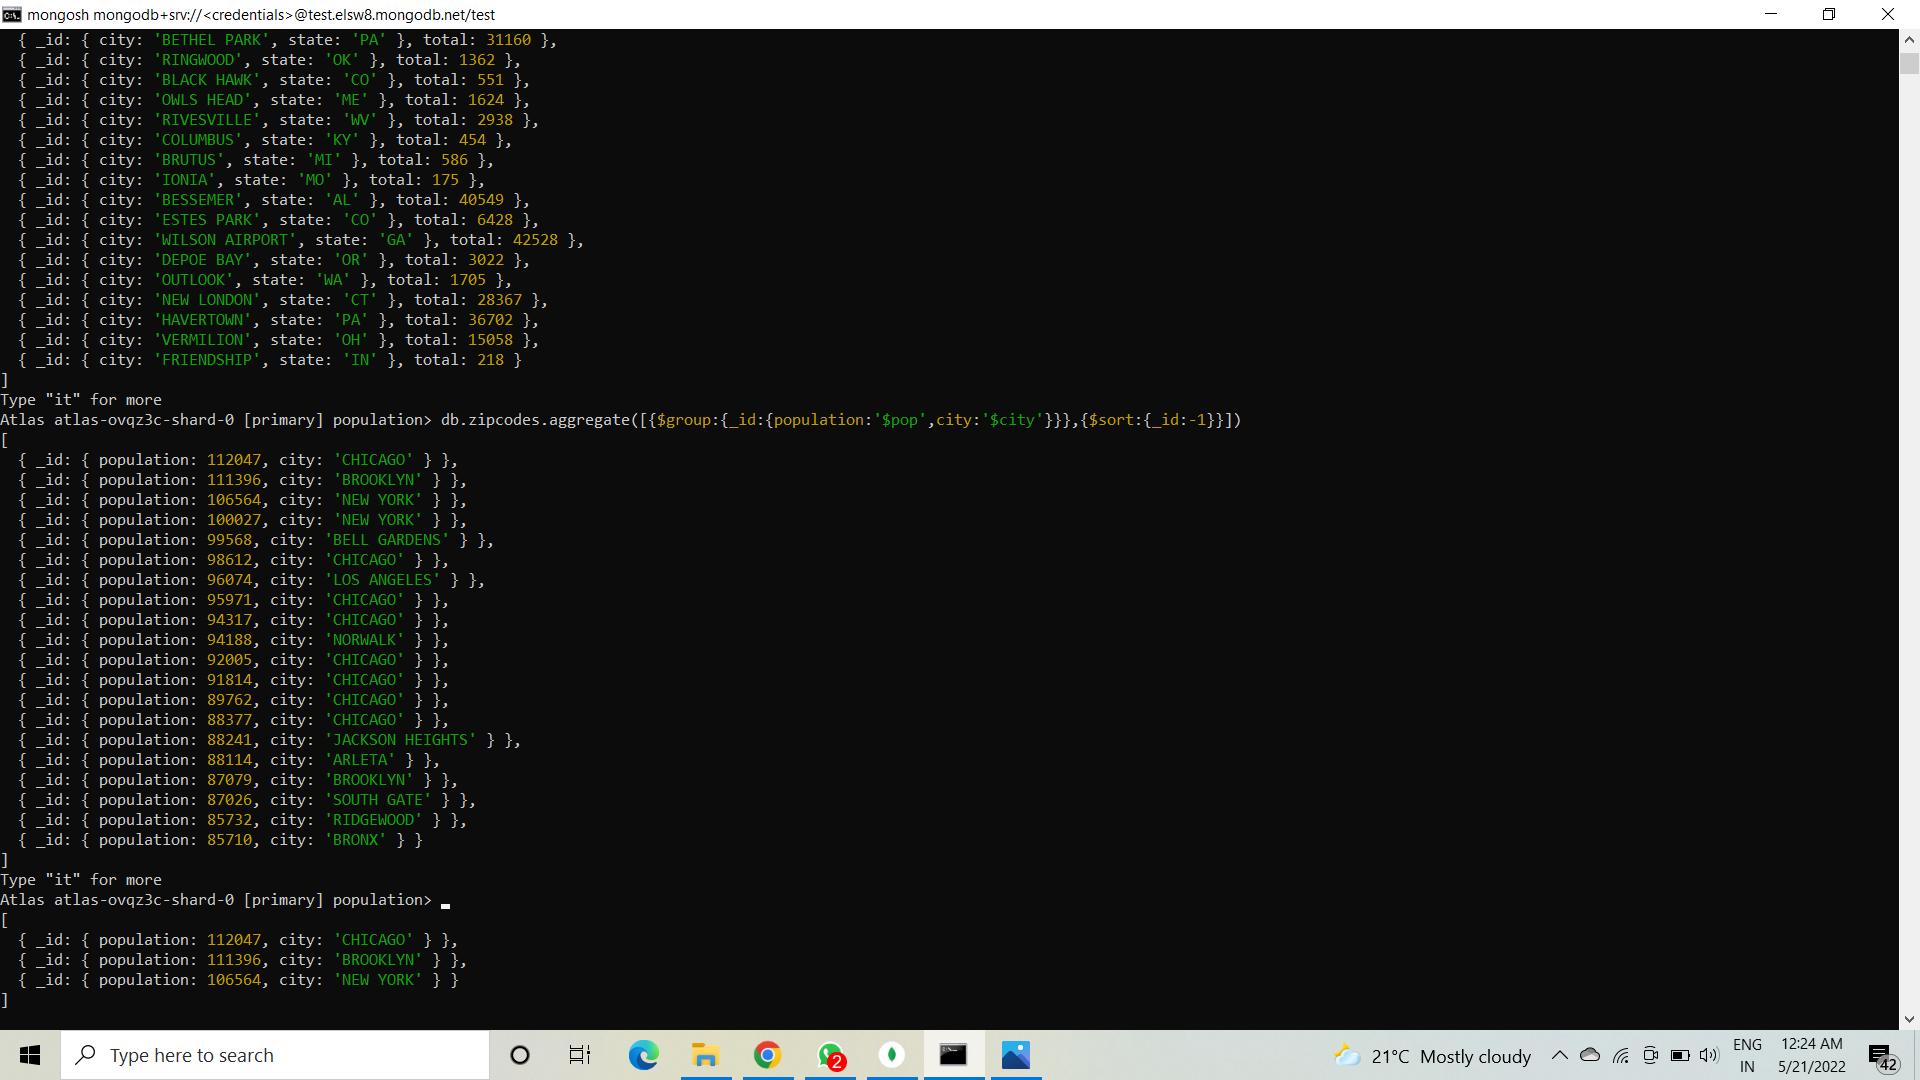 mongosh mongodb+srv://<credentials>@test.elsw8.mongodb.net/test
{ _id: { city: 'BETHEL PARK', state: 'PA' }, total: 31160 },
{ _id: { city: 'RINGWOOD', state: 'OK' }, total: 1362 },
{ _id: { city: 'BLACK HAWK', state: 'CO' }, total: 551 },
{ _id: { city: 'OWLS HEAD', state: 'ME' }, total: 1624 },
{ _id: { city: 'RIVESVILLE', state: 'WV' }, total: 2938 },
{ _id: { city: 'COLUMBUS', state: 'KY' }, total: 454 },
{ _id: { city: 'BRUTUS', state: 'MI' }, total: 586 },
{ _id: { city: 'IONIA', state: 'MO' }, total: 175 },
{ _id: { city: 'BESSEMER', state: 'AL' }, total: 40549 },
{ _id: { city: 'ESTES PARK', state: 'CO' }, total: 6428 },
{ _id: { city: 'WILSON AIRPORT', state: 'GA' }, total: 42528 },
{ _id: { city: 'DEPOE BAY', state: 'OR' }, total: 3022 },
{ _id: { city: 'OUTLOOK', state: 'WA' }, total: 1705 },
{ _id: { city: 'NEW LONDON', state: 'CT' }, total: 28367 },
{ _id: { city: 'HAVERTOWN', state: 'PA' }, total: 36702 },
{ _id: { city: 'VERMILION', state: 'OH' }, total: 15058 },
{ _id: { city: 'FRIENDSHIP', state: 'IN' }, total: 218 }
]
Type "it" for more
Atlas atlas-ovqz3c-shard-0 [primary] population> db.zipcodes.aggregate([{$group:{_id:{population:'$pop',city:'$city'}}},{$sort:{_id:-1}}])
[
{ _id: { population: 112047, city: 'CHICAGO' } },
{ _id: { population: 111396, city: 'BROOKLYN' } },
{ _id: { population: 106564, city: 'NEW YORK' } },
{ _id: { population: 100027, city: 'NEW YORK' } },
{ _id: { population: 99568, city: 'BELL GARDENS' } },
{ _id: { population: 98612, city: 'CHICAGO' } },
{ _id: { population: 96074, city: 'LOS ANGELES' } },
{ _id: { population: 95971, city: 'CHICAGO' } },
{ _id: { population: 94317, city: 'CHICAGO' } },
{ _id: { population: 94188, city: 'NORWALK' } },
{ _id: { population: 92005, city: 'CHICAGO' } },
{ _id: { population: 91814, city: 'CHICAGO' } },
{ _id: { population: 89762, city: 'CHICAGO' } },
{ _id: { population: 88377, city: 'CHICAGO' } },
{ _id: { population: 88241, city: 'JACKSON HEIGHTS' } },
{ _id: { population: 88114, city: 'ARLETA' } },
{ _id: { population: 87079, city: 'BROOKLYN' } },
{ _id: { population: 87026, city: 'SOUTH GATE' } },
{ _id: { population: 85732, city: 'RIDGEWOOD' } },
{ _id: { population: 85710, city: 'BRONX' } }
]
Type "it" for more
Atlas atlas-ovqz3c-shard-0 [primary] population> _
[
{ _id: { population: 112047, city: 'CHICAGO' } },
{ _id: { population: 111396, city: 'BROOKLYN' } },
{ _id: { population: 106564, city: 'NEW YORK' } }
]
Type here to search
2
21°C Mostly cloudy
ENG
IN
12:24 AM
5/21/2022
42